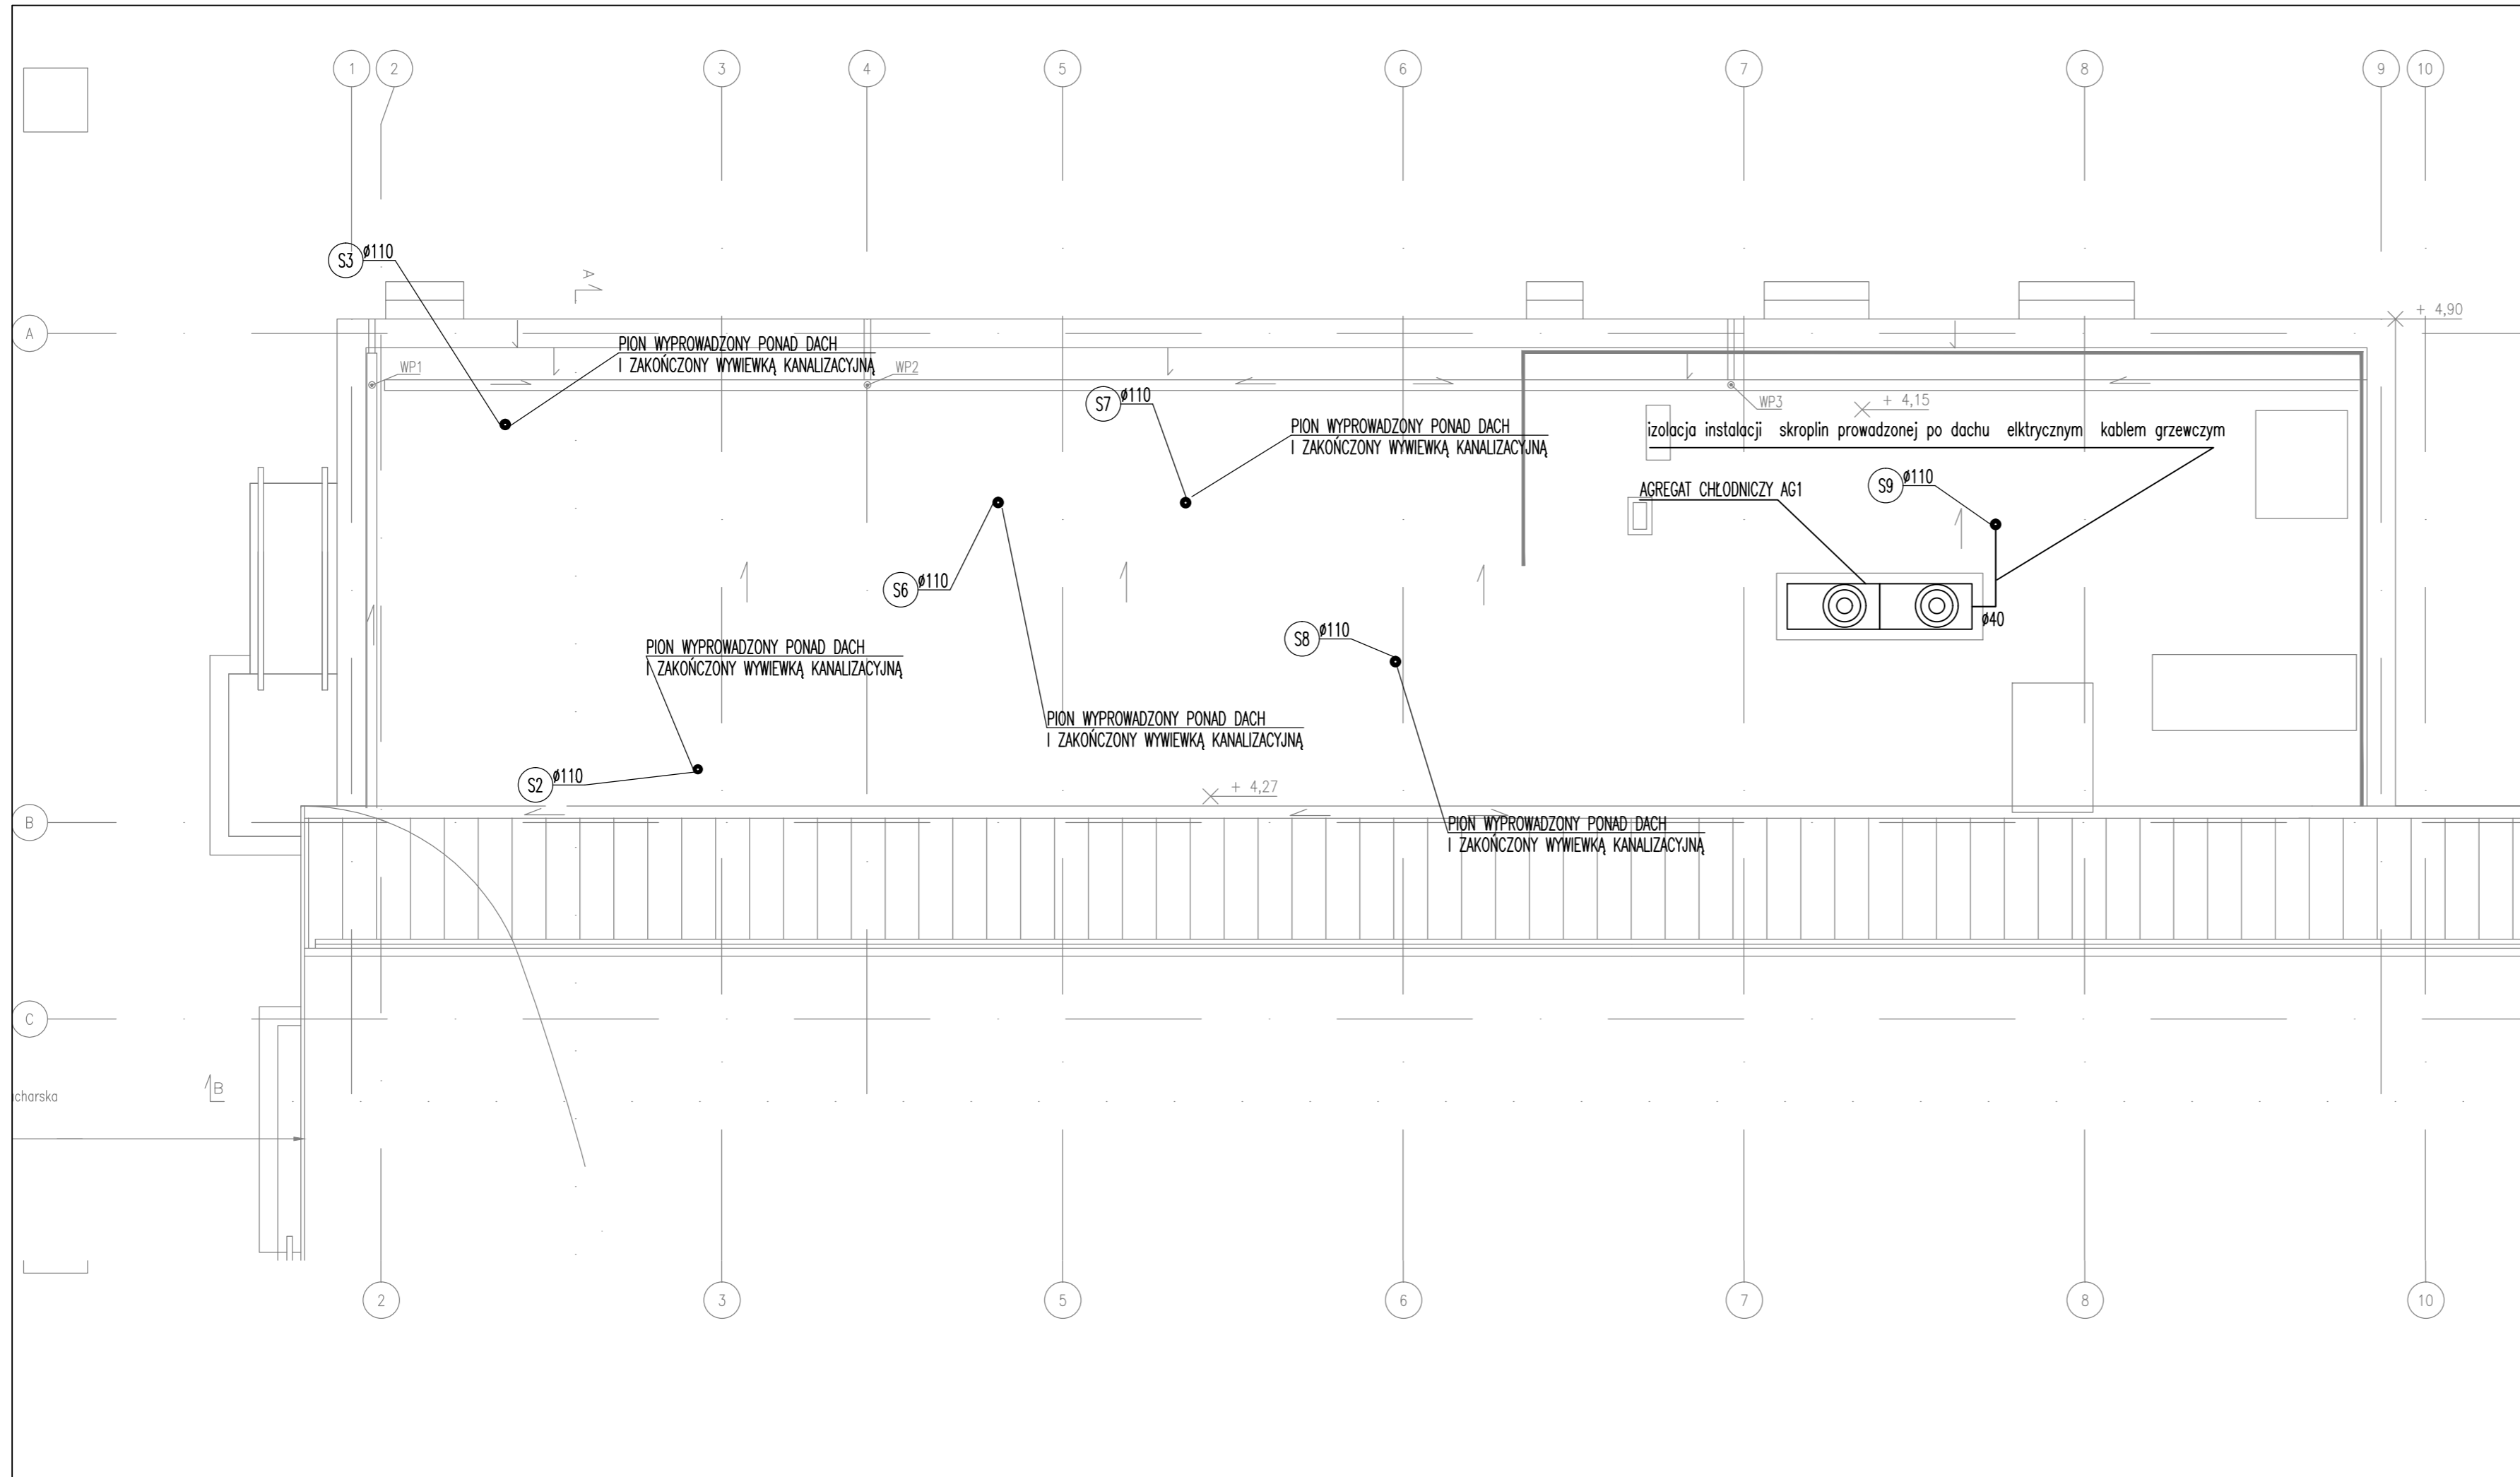 1
2
3
4
5
6
7
8
9
10
S3
ø110
A
+ 4,90
A
PION WYPROWADZONY PONAD DACH
I ZAKOŃCZONY WYWIEWKĄ KANALIZACYJNĄ
WP1
WP2
S7
ø110
WP3
+ 4,15
PION WYPROWADZONY PONAD DACH
I ZAKOŃCZONY WYWIEWKĄ KANALIZACYJNĄ
izolacja instalacji skroplin prowadzonej po dachu elktrycznym kablem grzewczym
AGREGAT CHŁODNICZY AG1
S9
ø110
S6
ø110
ø40
S8
ø110
PION WYPROWADZONY PONAD DACH
I ZAKOŃCZONY WYWIEWKĄ KANALIZACYJNĄ
PION WYPROWADZONY PONAD DACH
I ZAKOŃCZONY WYWIEWKĄ KANALIZACYJNĄ
S2
ø110
+ 4,27
B
PION WYPROWADZONY PONAD DACH
I ZAKOŃCZONY WYWIEWKĄ KANALIZACYJNĄ
C
B
charska
2
3
5
6
7
8
10